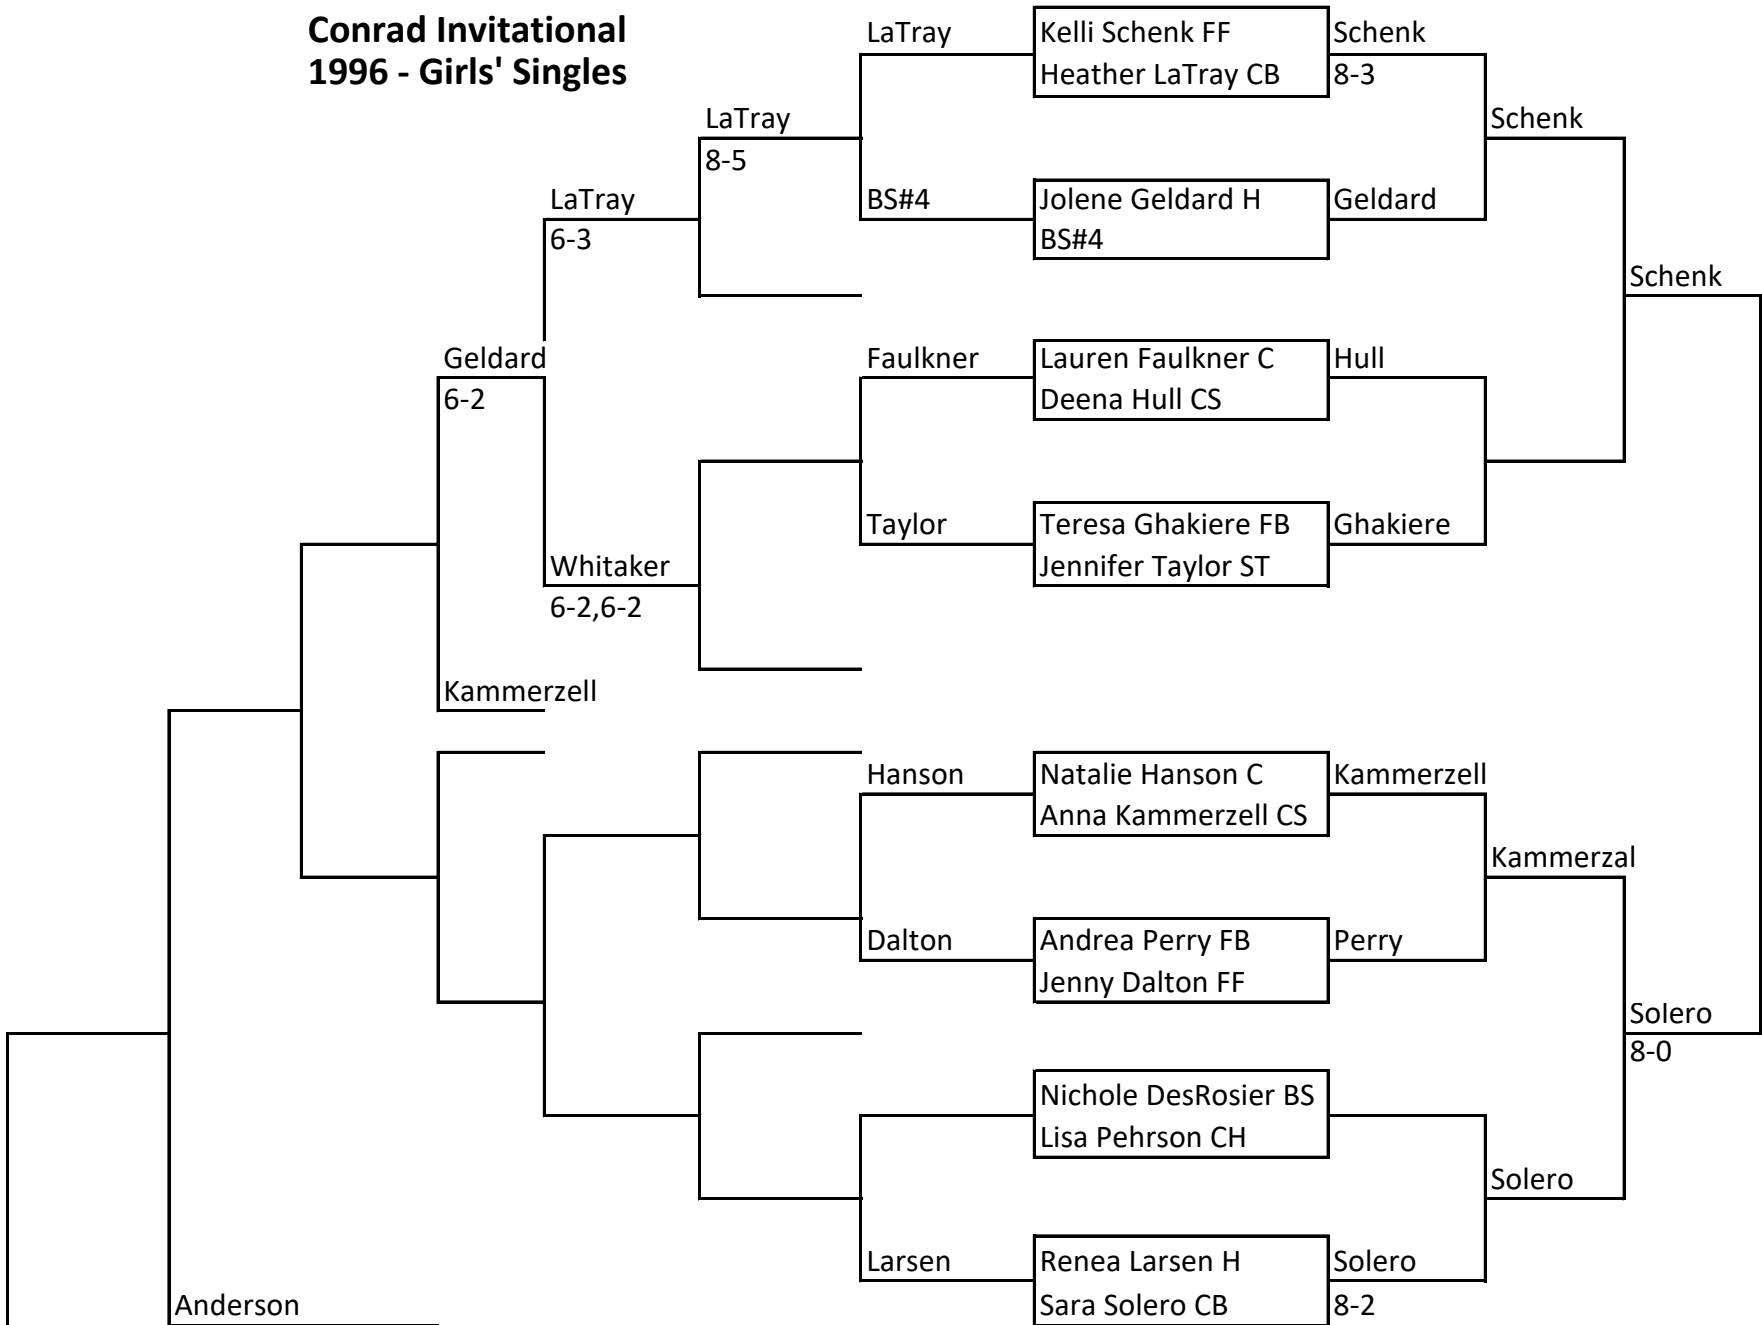 Conrad Invitational
1996 - Girls' Singles
LaTray
Kelli Schenk FF
Schenk
Heather LaTray CB
8-3
LaTray
Schenk
8-5
LaTray
BS#4
Jolene Geldard H
Geldard
6-3
BS#4
Schenk
Geldard
Faulkner
Lauren Faulkner C
Hull
6-2
Deena Hull CS
Taylor
Teresa Ghakiere FB
Ghakiere
Whitaker
Jennifer Taylor ST
6-2,6-2
Kammerzell
Hanson
Natalie Hanson C
Kammerzell
Anna Kammerzell CS
Kammerzal
Dalton
Andrea Perry FB
Perry
Jenny Dalton FF
Solero
8-0
Nichole DesRosier BS
Lisa Pehrson CH
Solero
Larsen
Renea Larsen H
Solero
Anderson
Sara Solero CB
8-2